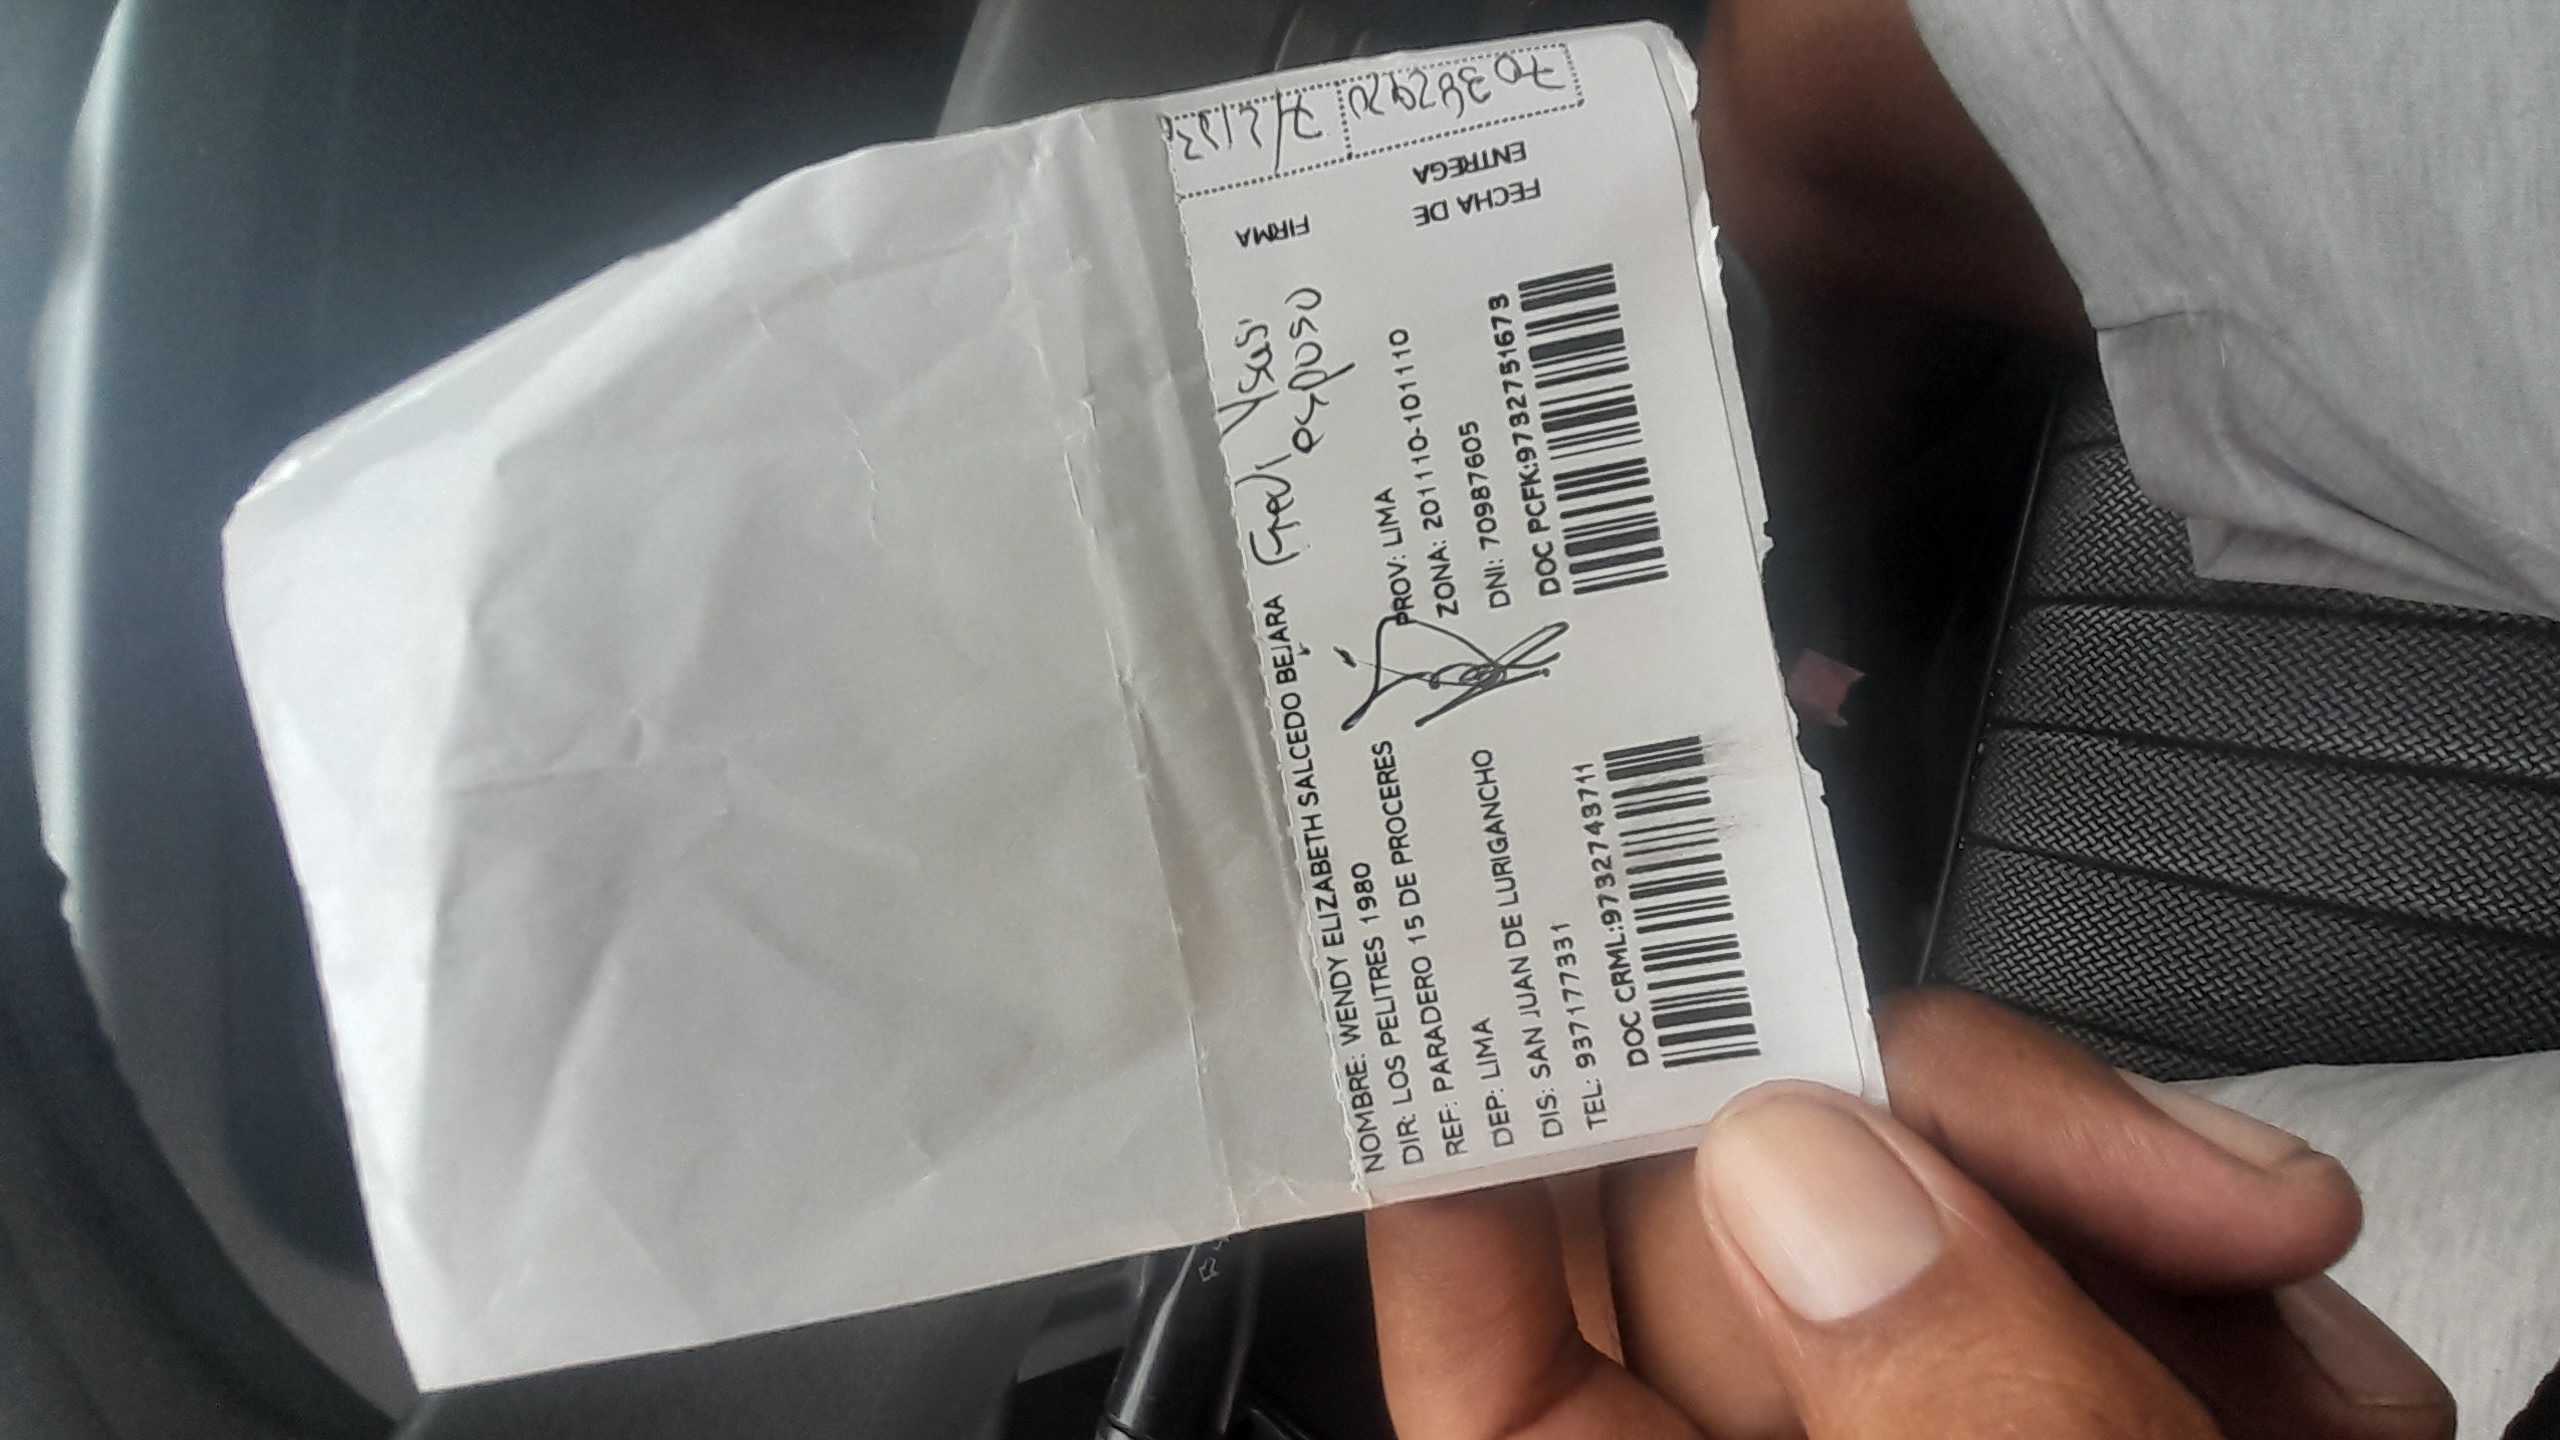 NOMBRE: WENDY ELIZABETH SALCEDO BEJARA
DIR: LOS PELITRES 1980
REF: PARADERO 15 DE PROCERES
DEP: LIMA
PROV: LIMA
DIS: SAN JUAN DE LURIGANCHO
ZONA: 201110-101110
TEL: 937177331
DNI: 70987605
DOC CRML:9732743711
DOC PCFK:9732751673
esposo
FIRMA
FECHA DE
ENTREGA